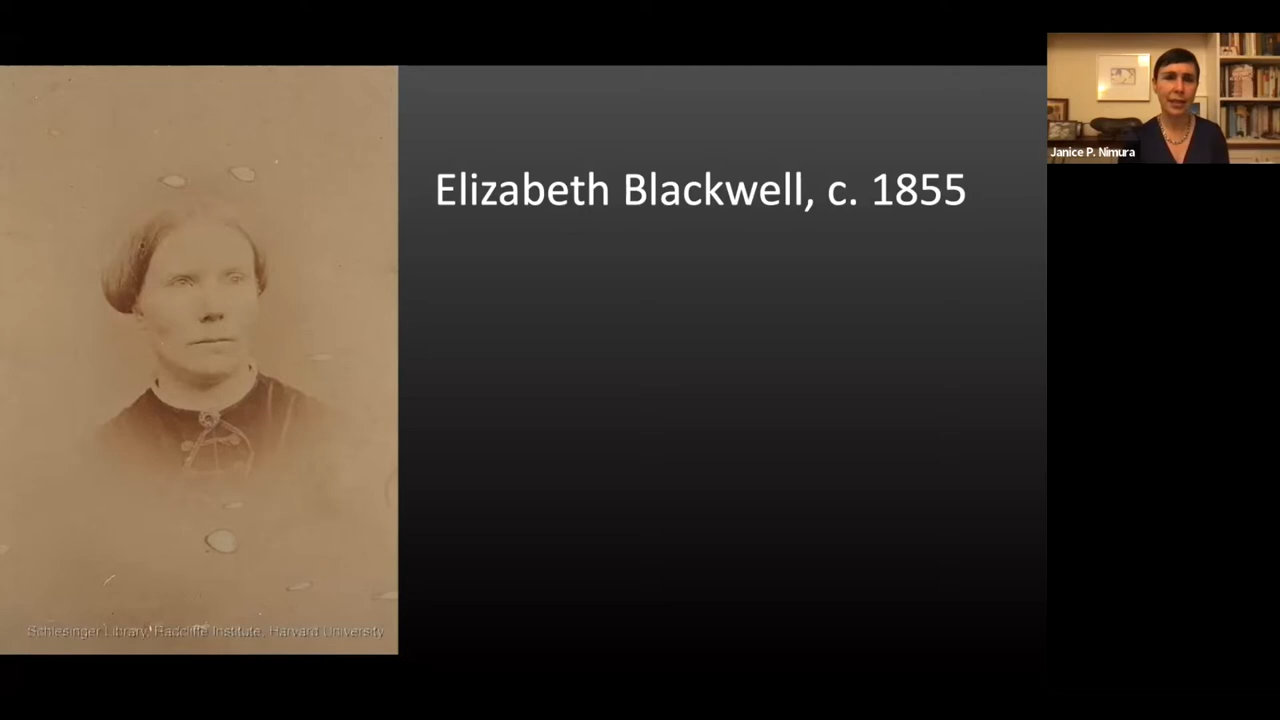 Elizabeth Blackwell, c. 1855
Janice P. Nimura
Schlesinger Library, Radcliffe Institute, Harvard University